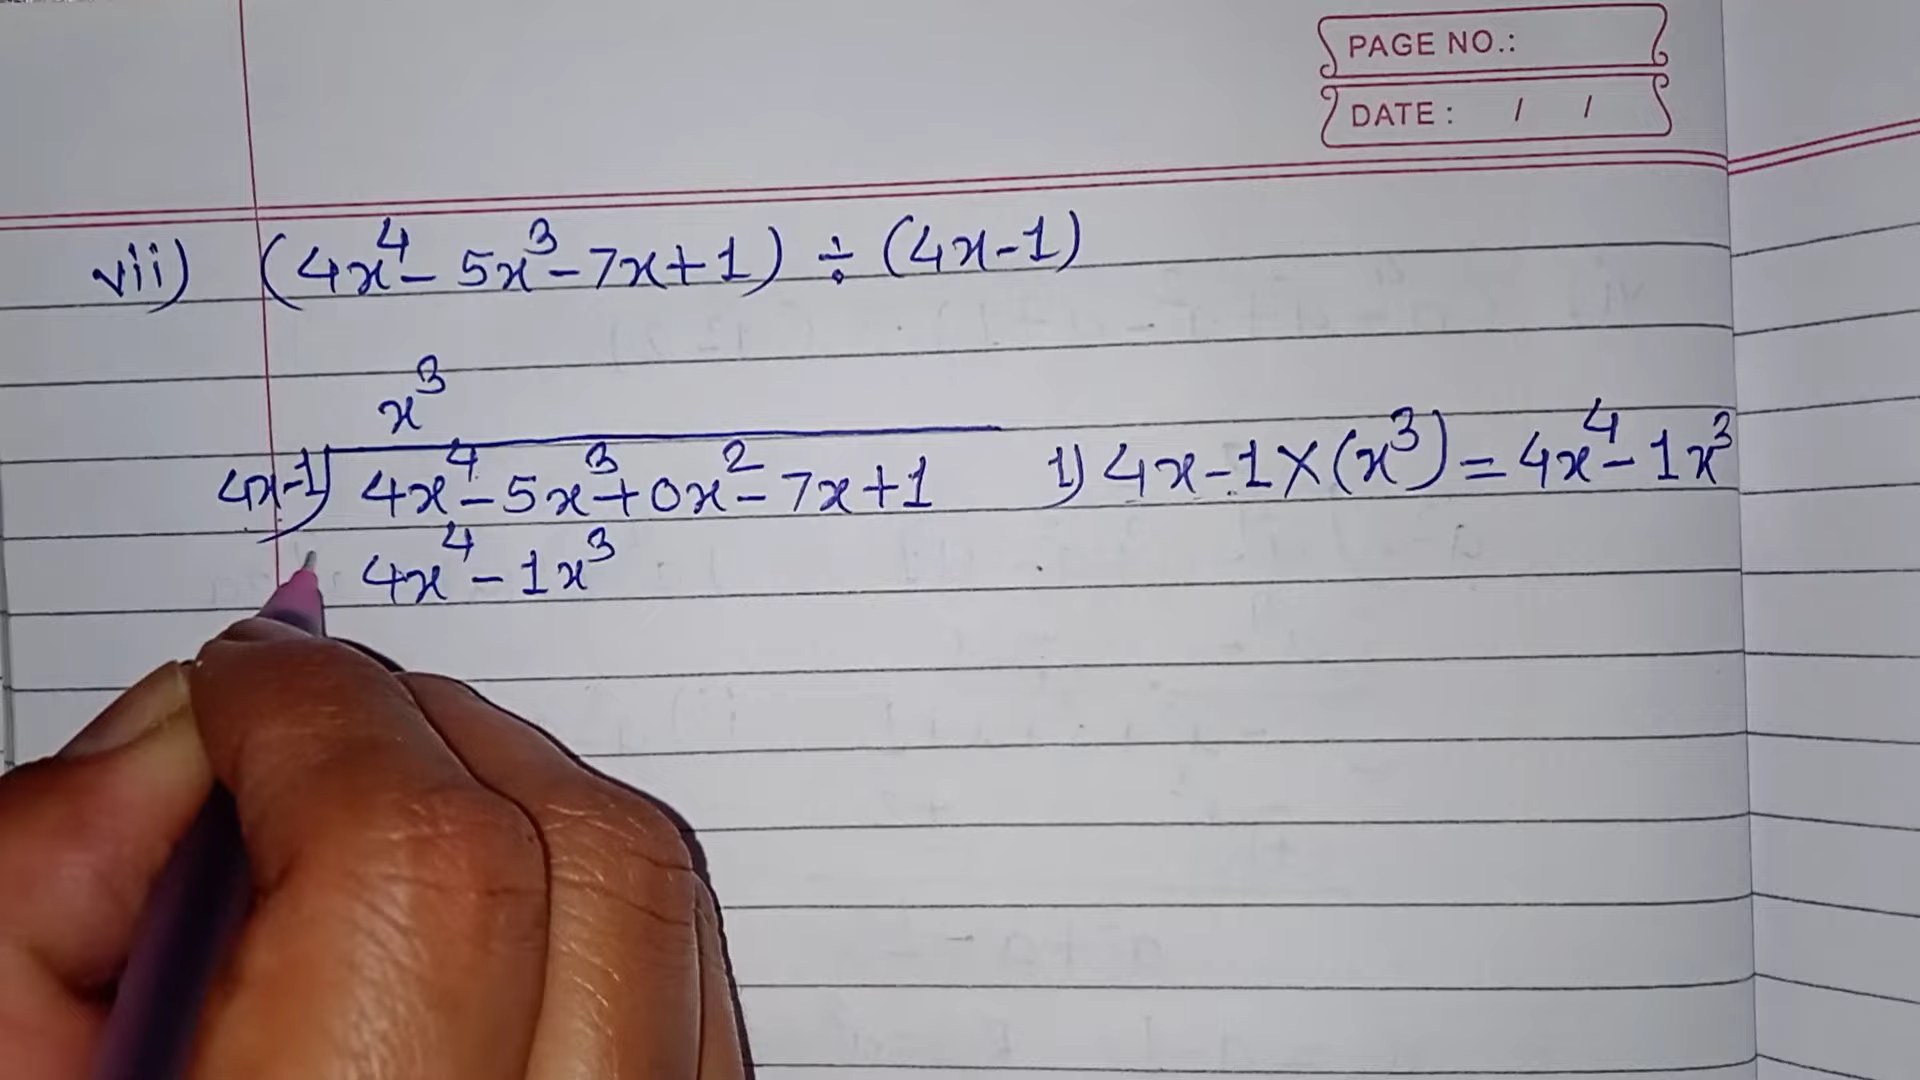 PAGE NO.:
DATE : / /
vii) (4x⁴ - 5x³ - 7x + 1) ÷ (4x - 1)
x³
4x-1) 4x⁴ - 5x³ + 0x² - 7x + 1 1) 4x - 1 × (x³) = 4x⁴ - 1x³
4x⁴ - 1x³